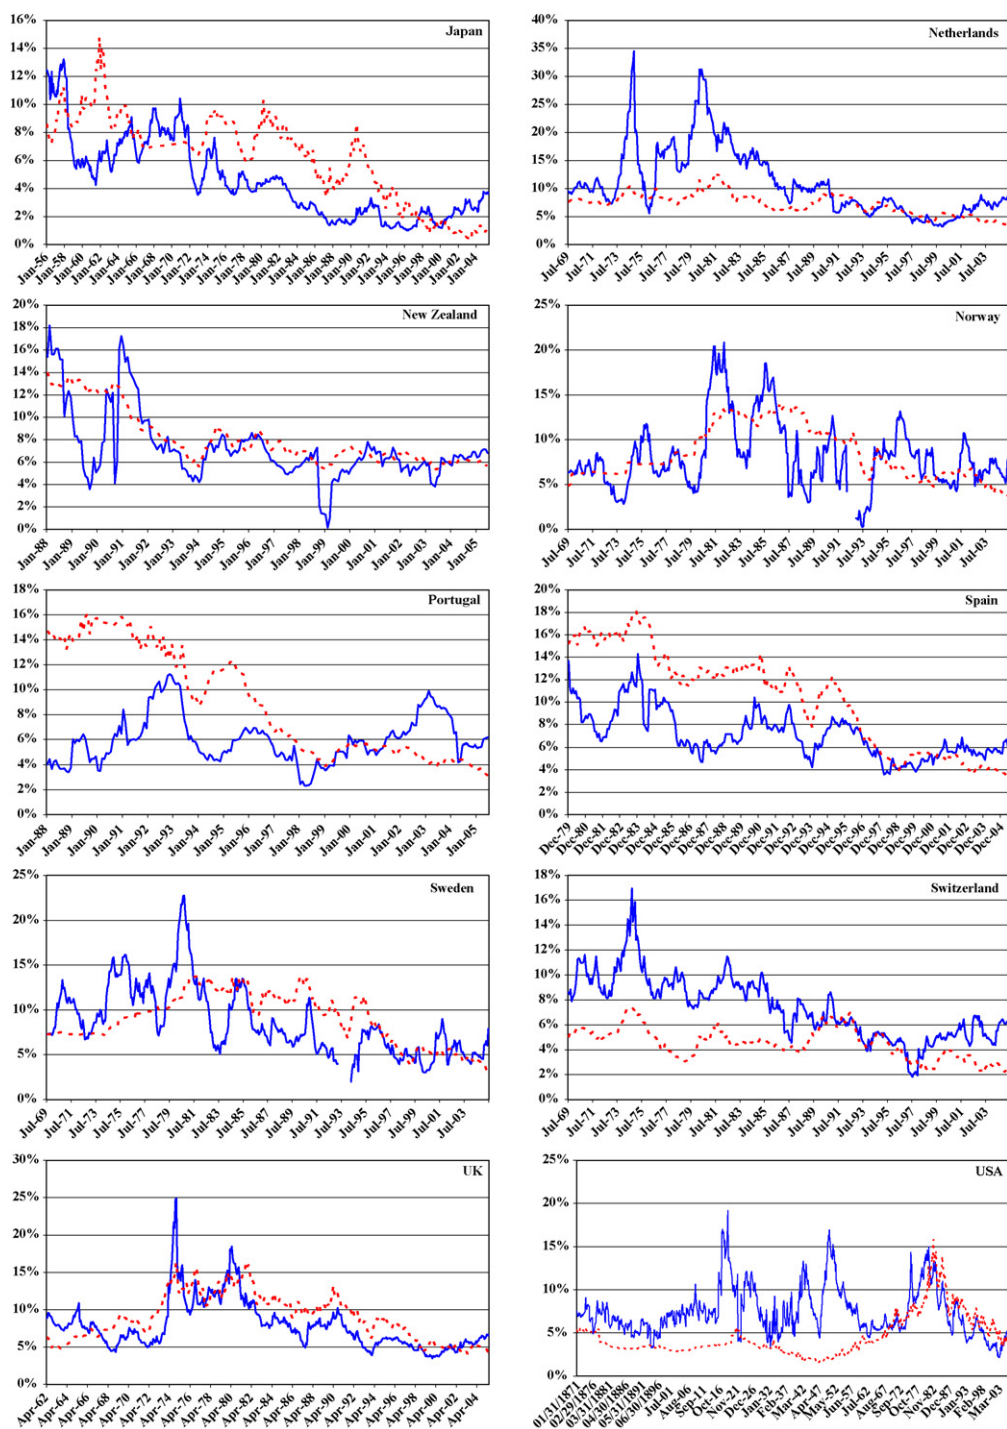 Japan
16%
14%
12%
10%
8%
6%
4%
2%
0%
Jan-56
Jan-58
Jan-60
Jan-62
Jan-64
Jan-66
Jan-68
Jan-70
Jan-72
Jan-74
Jan-76
Jan-78
Jan-80
Jan-82
Jan-84
Jan-86
Jan-88
Jan-90
Jan-92
Jan-94
Jan-96
Jan-98
Jan-00
Jan-02
Jan-04
Netherlands
40%
35%
30%
25%
20%
15%
10%
5%
0%
Jul-69
Jul-71
Jul-73
Jul-75
Jul-77
Jul-79
Jul-81
Jul-83
Jul-85
Jul-87
Jul-89
Jul-91
Jul-93
Jul-95
Jul-97
Jul-99
Jul-01
Jul-03
New Zealand
20%
18%
16%
14%
12%
10%
8%
6%
4%
2%
0%
Jan-88
Jan-89
Jan-90
Jan-91
Jan-92
Jan-93
Jan-94
Jan-95
Jan-96
Jan-97
Jan-98
Jan-99
Jan-00
Jan-01
Jan-02
Jan-03
Jan-04
Jan-05
Norway
25%
20%
15%
10%
5%
0%
Jul-69
Jul-71
Jul-73
Jul-75
Jul-77
Jul-79
Jul-81
Jul-83
Jul-85
Jul-87
Jul-89
Jul-91
Jul-93
Jul-95
Jul-97
Jul-99
Jul-01
Jul-03
Portugal
18%
16%
14%
12%
10%
8%
6%
4%
2%
0%
Jan-88
Jan-89
Jan-90
Jan-91
Jan-92
Jan-93
Jan-94
Jan-95
Jan-96
Jan-97
Jan-98
Jan-99
Jan-00
Jan-01
Jan-02
Jan-03
Jan-04
Jan-05
Spain
20%
18%
16%
14%
12%
10%
8%
6%
4%
2%
0%
Dec-79
Dec-80
Dec-81
Dec-82
Dec-83
Dec-84
Dec-85
Dec-86
Dec-87
Dec-88
Dec-89
Dec-90
Dec-91
Dec-92
Dec-93
Dec-94
Dec-95
Dec-96
Dec-97
Dec-98
Dec-99
Dec-00
Dec-01
Dec-02
Dec-03
Dec-04
Sweden
25%
20%
15%
10%
5%
0%
Jul-69
Jul-71
Jul-73
Jul-75
Jul-77
Jul-79
Jul-81
Jul-83
Jul-85
Jul-87
Jul-89
Jul-91
Jul-93
Jul-95
Jul-97
Jul-99
Jul-01
Jul-03
Switzerland
18%
16%
14%
12%
10%
8%
6%
4%
2%
0%
Jul-69
Jul-71
Jul-73
Jul-75
Jul-77
Jul-79
Jul-81
Jul-83
Jul-85
Jul-87
Jul-89
Jul-91
Jul-93
Jul-95
Jul-97
Jul-99
Jul-01
Jul-03
UK
30%
25%
20%
15%
10%
5%
0%
Apr-62
Apr-64
Apr-66
Apr-68
Apr-70
Apr-72
Apr-74
Apr-76
Apr-78
Apr-80
Apr-82
Apr-84
Apr-86
Apr-88
Apr-90
Apr-92
Apr-94
Apr-96
Apr-98
Apr-00
Apr-02
Apr-04
USA
25%
20%
15%
10%
5%
0%
01/31/1871
02/29/1876
03/31/1881
04/30/1886
05/31/1891
06/30/1896
Jul-01
Aug-06
Sep-11
Oct-16
Nov-21
Dec-26
Jan-32
Feb-37
Mar-42
Apr-47
May-52
Jun-57
Jul-62
Aug-67
Sep-72
Oct-77
Nov-82
Dec-87
Jan-93
Feb-98
Mar-03